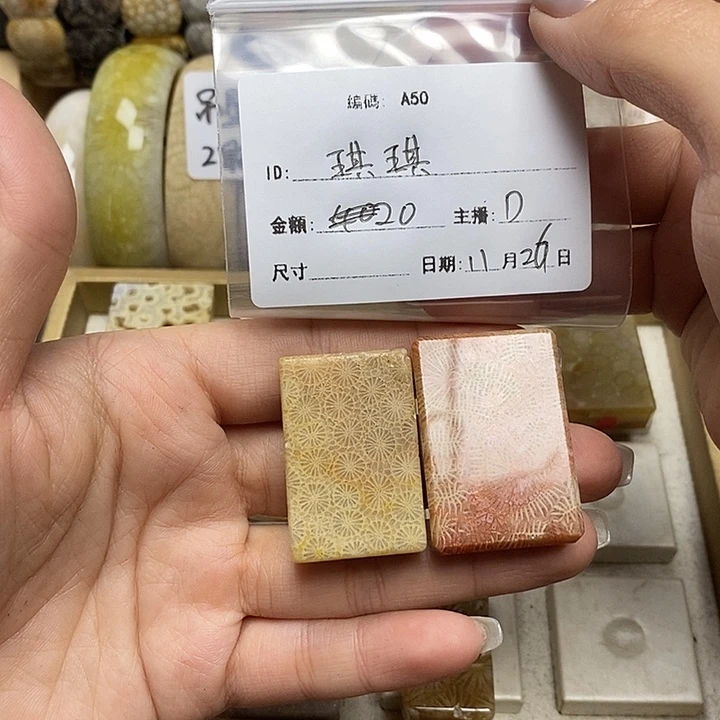 編碼: A50
ID: 琪琪
金額: 20 主播: D
尺寸 日期: 11月26日